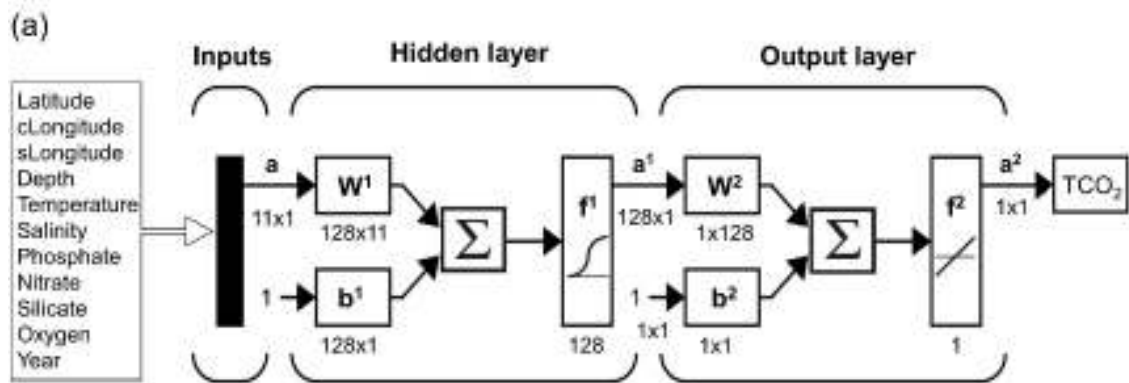 (a)
Inputs
Hidden layer
Output layer
Latitude
cLongitude
sLongitude
Depth
Temperature
Salinity
Phosphate
Nitrate
Silicate
Oxygen
Year
a
11x1
1
W¹
128x11
b¹
128x1
Σ
f¹
128
a¹
128x1
1
1x1
W²
1x128
b²
1x1
Σ
f²
1
a²
1x1
TCO₂